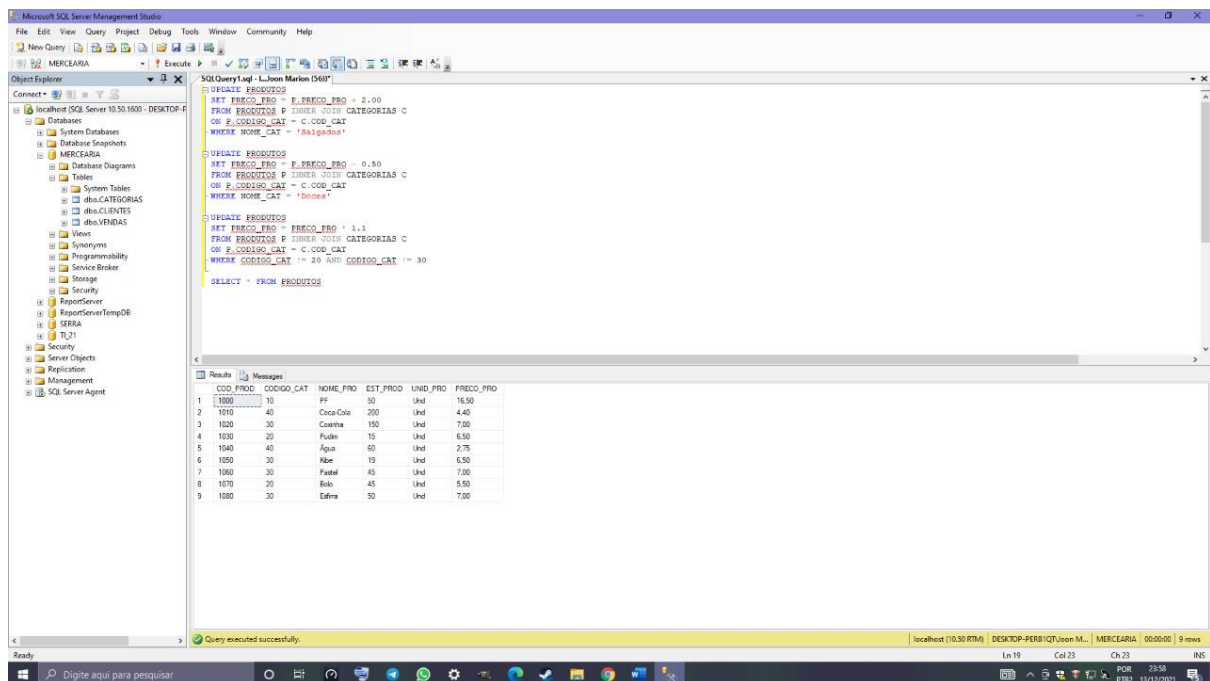 Microsoft SQL Server Management Studio
File Edit View Query Project Debug Tools Window Community Help
New Query
MERCEARIA Execute
Object Explorer
SQLQuery1.sql - L...Joon Marion (56))*
Connect
localhost (SQL Server 10.50.1600 - DESKTOP-P
Databases
System Databases
Database Snapshots
MERCEARIA
Database Diagrams
Tables
System Tables
dbo.CATEGORIAS
dbo.CLIENTES
dbo.VENDAS
Views
Synonyms
Programmability
Service Broker
Storage
Security
ReportServer
ReportServerTempDB
SERRA
TI_21
Security
Server Objects
Replication
Management
SQL Server Agent
UPDATE PRODUTOS
SET PRECO_PRO = P.PRECO_PRO + 2.00
FROM PRODUTOS P INNER JOIN CATEGORIAS C
ON P.CODIGO_CAT = C.COD_CAT
WHERE NOME_CAT = 'Salgados'
UPDATE PRODUTOS
SET PRECO_PRO = P.PRECO_PRO - 0.50
FROM PRODUTOS P INNER JOIN CATEGORIAS C
ON P.CODIGO_CAT = C.COD_CAT
WHERE NOME_CAT = 'Doces'
UPDATE PRODUTOS
SET PRECO_PRO = PRECO_PRO * 1.1
FROM PRODUTOS P INNER JOIN CATEGORIAS C
ON P.CODIGO_CAT = C.COD_CAT
WHERE CODIGO_CAT != 20 AND CODIGO_CAT != 30
SELECT * FROM PRODUTOS
Results Messages
COD_PROD CODIGO_CAT NOME_PRO EST_PROD UNID_PRO PRECO_PRO
1 1000 10 PF 50 Und 16,50
2 1010 40 Coca-Cola 200 Und 4,40
3 1020 30 Coxinha 150 Und 7,00
4 1030 20 Pudim 15 Und 6,50
5 1040 40 Água 60 Und 2,75
6 1050 30 Kibe 19 Und 6,50
7 1060 30 Pastel 45 Und 7,00
8 1070 20 Bolo 45 Und 5,50
9 1080 30 Esfirra 50 Und 7,00
Query executed successfully.
localhost (10.50 RTM) DESKTOP-PERB1QT\Joon M... MERCEARIA 00:00:00 9 rows
Ready Ln 19 Col 23 Ch 23 INS
Digite aqui para pesquisar
POR 23:58
PTB2 13/12/2021